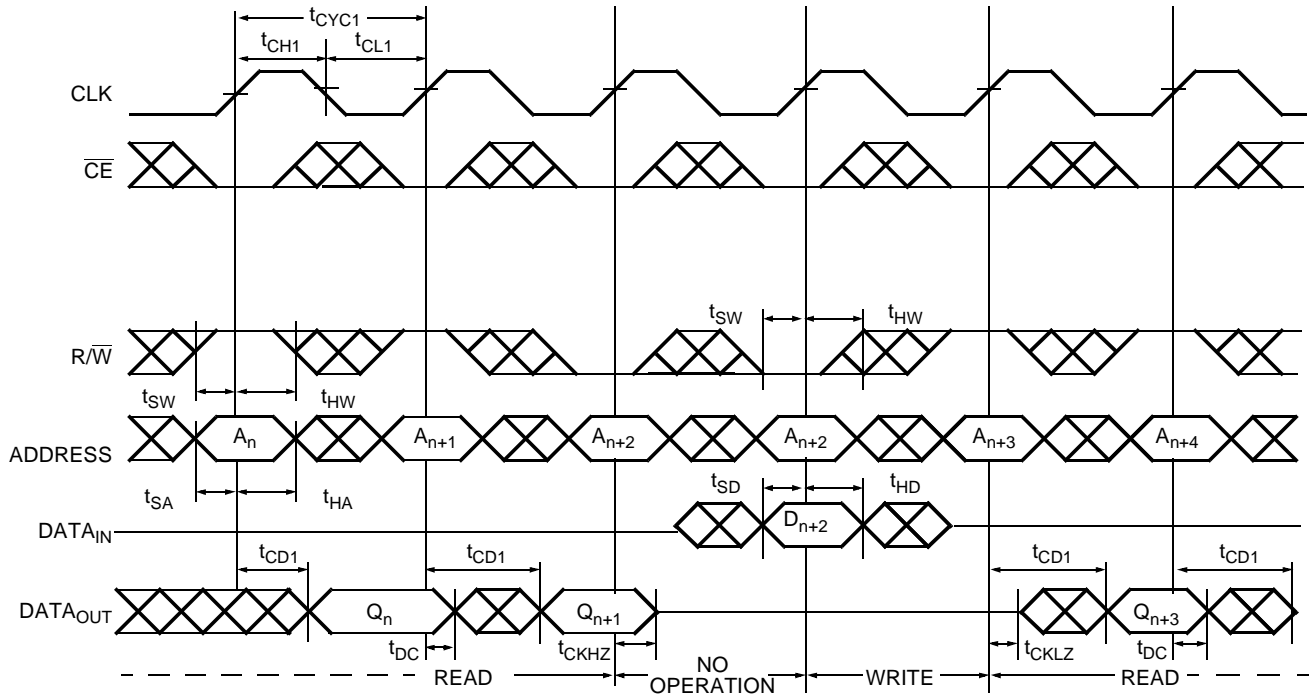 tCYC1
tCH1 tCL1
CLK
CE
tSW tHW
R/W
tSW tHW
An An+1 An+2 An+2 An+3 An+4
ADDRESS
tSA tHA tSD tHD
DATAIN Dn+2
tCD1 tCD1 tCD1 tCD1
DATAOUT Qn Qn+1 Qn+3
tDC tCKHZ tCKLZ tDC
READ NO OPERATION WRITE READ